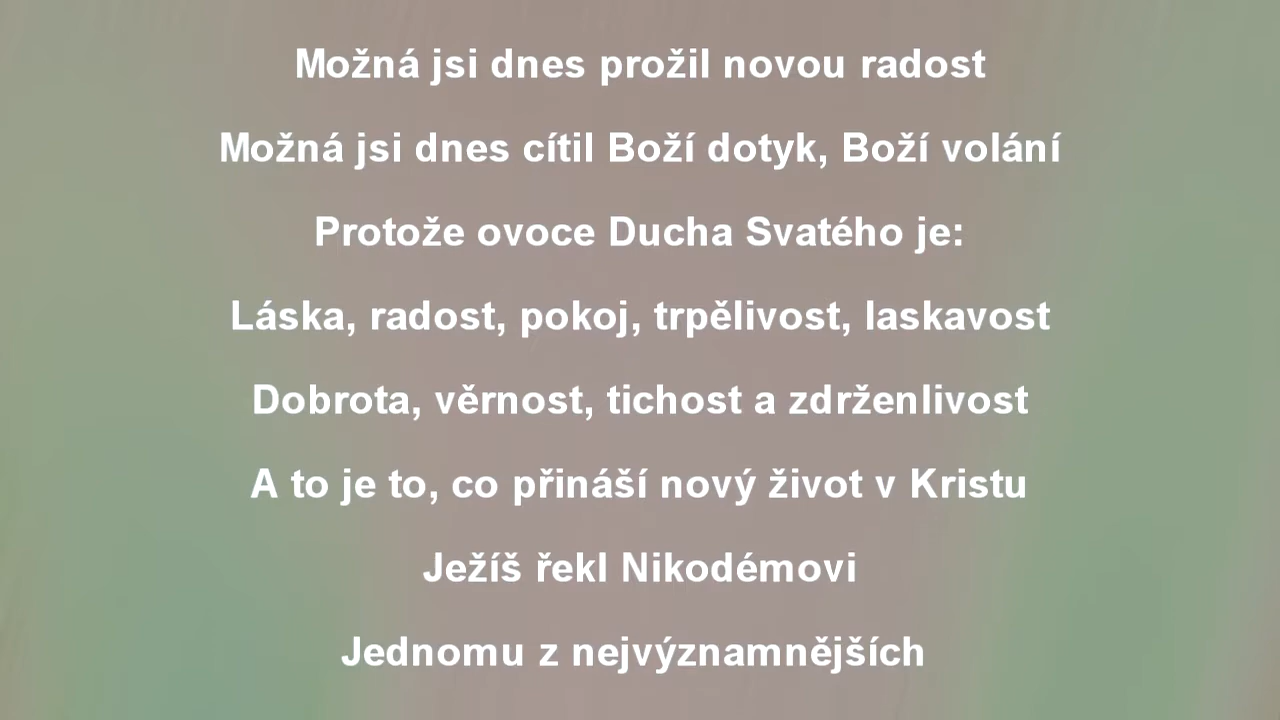 Možná jsi dnes prožil novou radost
Možná jsi dnes cítil Boží dotyk, Boží volání
Protože ovoce Ducha Svatého je:
Láska, radost, pokoj, trpělivost, laskavost
Dobrota, věrnost, tichost a zdrženlivost
A to je to, co přináší nový život v Kristu
Ježíš řekl Nikodémovi
Jednomu z nejvýznamnějších